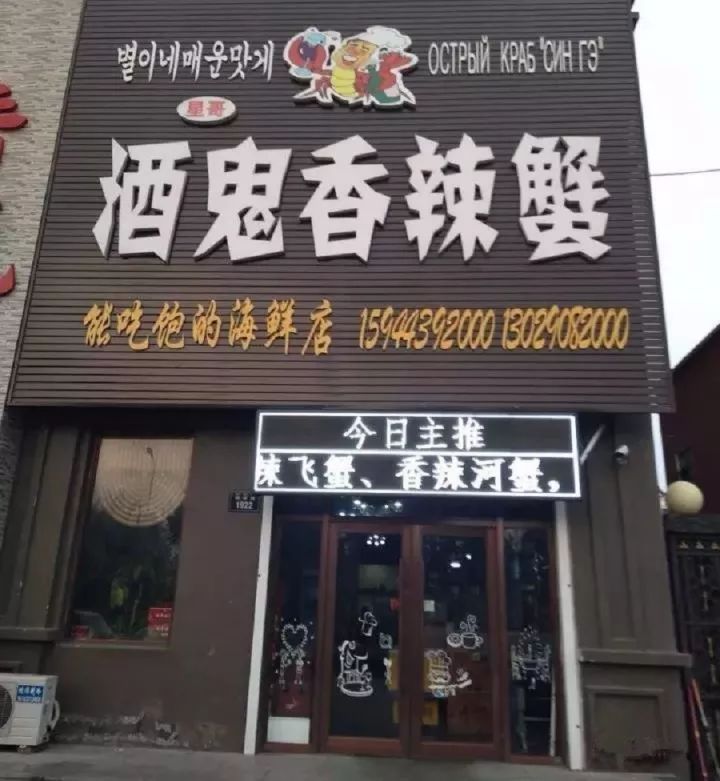 별이네매운맛게
ОСТРЫЙ КРАБ "СИН ГЭ"
星哥
酒鬼香辣蟹
能吃饱的海鲜店 15944392000 13029082000
今日主推
辣飞蟹、香辣河蟹，
1922